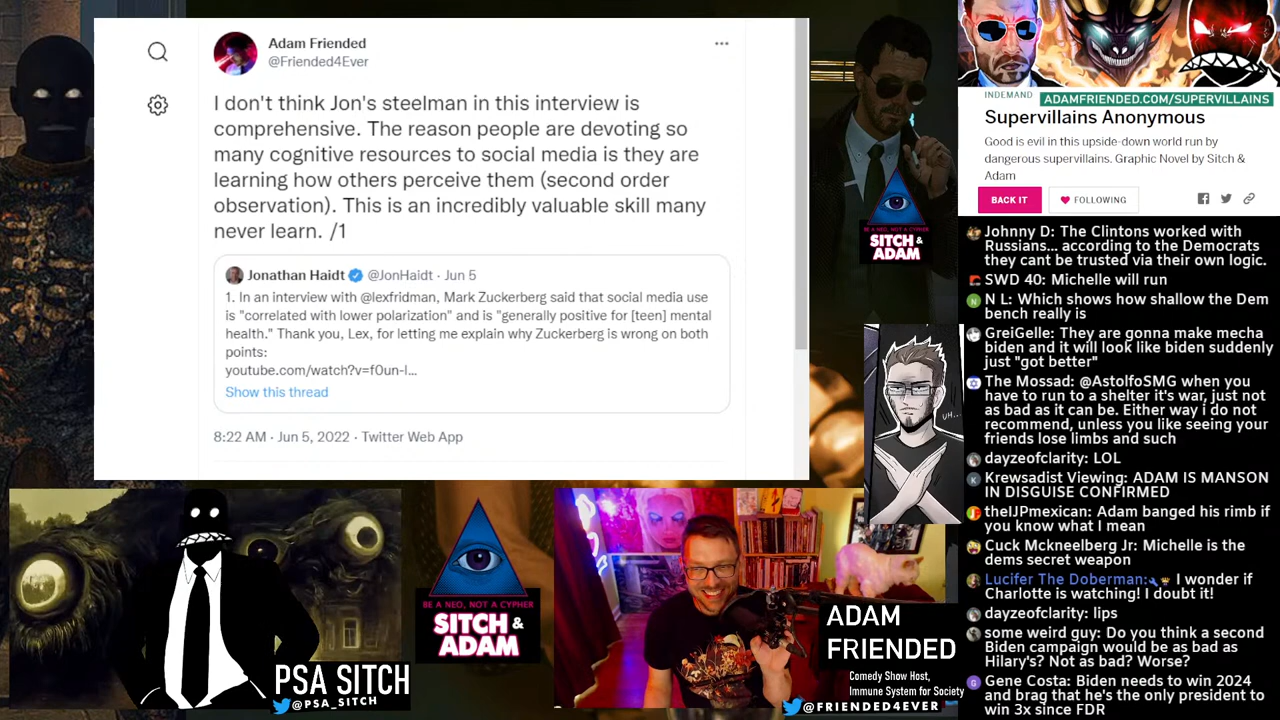 Adam Friended
@Friended4Ever
I don't think Jon's steelman in this interview is
comprehensive. The reason people are devoting so
many cognitive resources to social media is they are
learning how others perceive them (second order
observation). This is an incredibly valuable skill many
never learn. /1
Jonathan Haidt @JonHaidt · Jun 5
1. In an interview with @lexfridman, Mark Zuckerberg said that social media use
is "correlated with lower polarization" and is "generally positive for [teen] mental
health." Thank you, Lex, for letting me explain why Zuckerberg is wrong on both
points:
youtube.com/watch?v=f0un-l...
Show this thread
8:22 AM · Jun 5, 2022 · Twitter Web App
BE A NEO, NOT A CYPHER
SITCH &
ADAM
UH...
INDEMAND
ADAMFRIENDED.COM/SUPERVILLAINS
Supervillains Anonymous
Good is evil in this upside-down world run by
dangerous supervillains. Graphic Novel by Sitch &
Adam
BACK IT
FOLLOWING
Johnny D: The Clintons worked with
Russians... according to the Democrats
they cant be trusted via their own logic.
SWD 40: Michelle will run
N L: Which shows how shallow the Dem
bench really is
GreiGelle: They are gonna make mecha
biden and it will look like biden suddenly
just "got better"
The Mossad: @AstolfoSMG when you
have to run to a shelter it's war, just not
as bad as it can be. Either way i do not
recommend, unless you like seeing your
friends lose limbs and such
dayzeofclarity: LOL
K
Krewsadist Viewing: ADAM IS MANSON
IN DISGUISE CONFIRMED
theIJPmexican: Adam banged his rimb if
you know what I mean
Cuck Mckneelberg Jr: Michelle is the
dems secret weapon
Lucifer The Doberman: I wonder if
Charlotte is watching! I doubt it!
dayzeofclarity: lips
some weird guy: Do you think a second
Biden campaign would be as bad as
Hilary's? Not as bad? Worse?
G
Gene Costa: Biden needs to win 2024
and brag that he's the only president to
win 3x since FDR
PSA SITCH
@PSA_SITCH
BE A NEO, NOT A CYPHER
SITCH
& ADAM
ADAM
FRIENDED
Comedy Show Host,
Immune System for Society
@FRIENDED4EVER